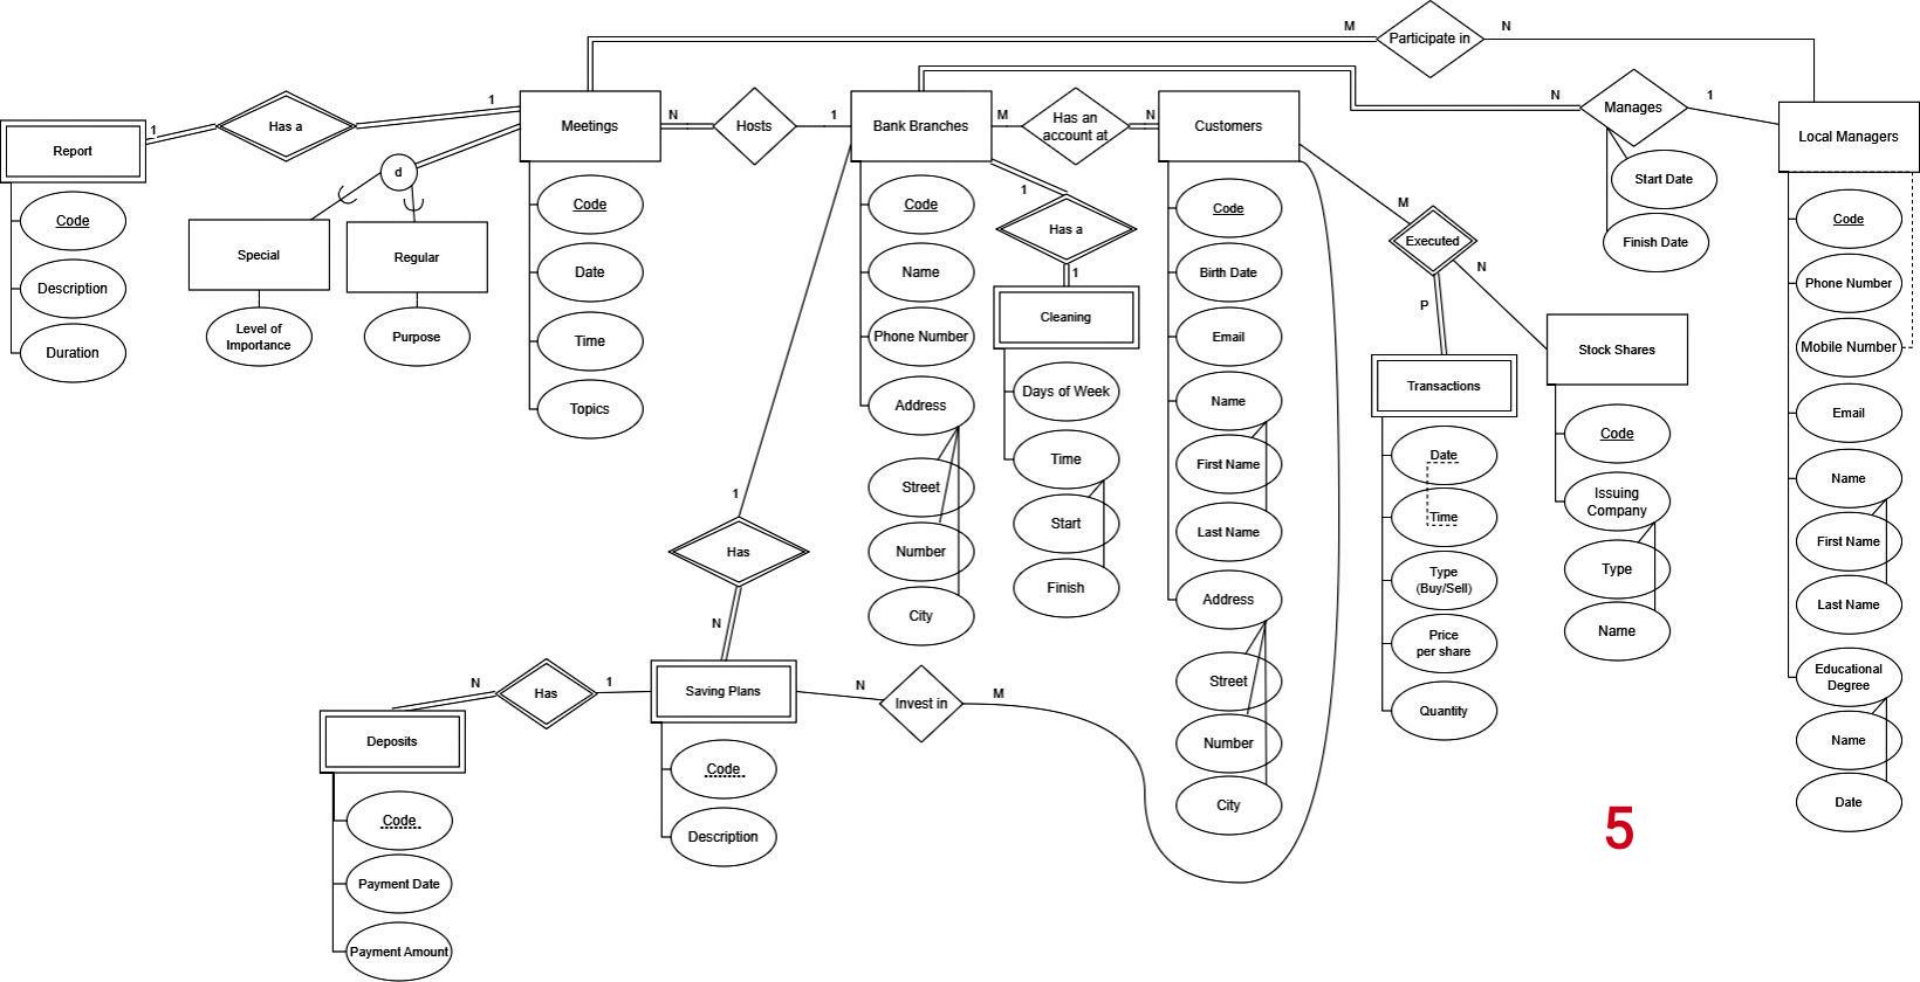 M
Participate in
N
Report
1
Has a
1
Meetings
N
Hosts
1
Bank Branches
M
Has an
account at
N
Customers
N
Manages
1
Local Managers
d
Special
Regular
Level of
Importance
Purpose
Code
Description
Duration
Code
Date
Time
Topics
Code
Name
Phone Number
Address
Street
Number
City
1
Has a
1
Cleaning
Days of Week
Time
Start
Finish
Code
Birth Date
Email
Name
First Name
Last Name
Address
Street
Number
City
M
Executed
N
P
Start Date
Finish Date
Transactions
Date
Time
Type
(Buy/Sell)
Price
per share
Quantity
Stock Shares
Code
Issuing
Company
Type
Name
Code
Phone Number
Mobile Number
Email
Name
First Name
Last Name
Educational
Degree
Name
Date
1
Has
N
Deposits
N
Has
1
Saving Plans
N
Invest in
M
Code
Description
Code
Payment Date
Payment Amount
5